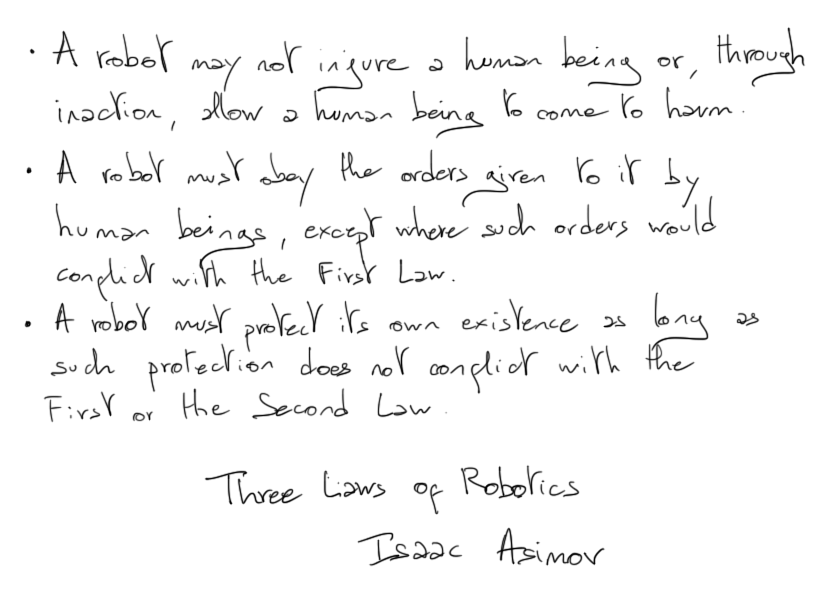 · A robot may not injure a human being or, through
inaction, allow a human being to come to harm.
· A robot must obey the orders given to it by
human beings, except where such orders would
conflict with the First Law.
· A robot must protect its own existence as long as
such protection does not conflict with the
First or the Second Law.
Three Laws of Robotics
Isaac Asimov